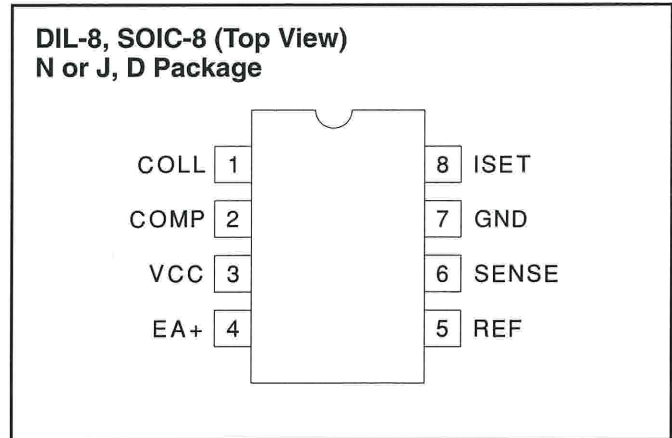 DIL-8, SOIC-8 (Top View)
N or J, D Package
COLL 1 8 ISET
COMP 2 7 GND
VCC 3 6 SENSE
EA+ 4 5 REF